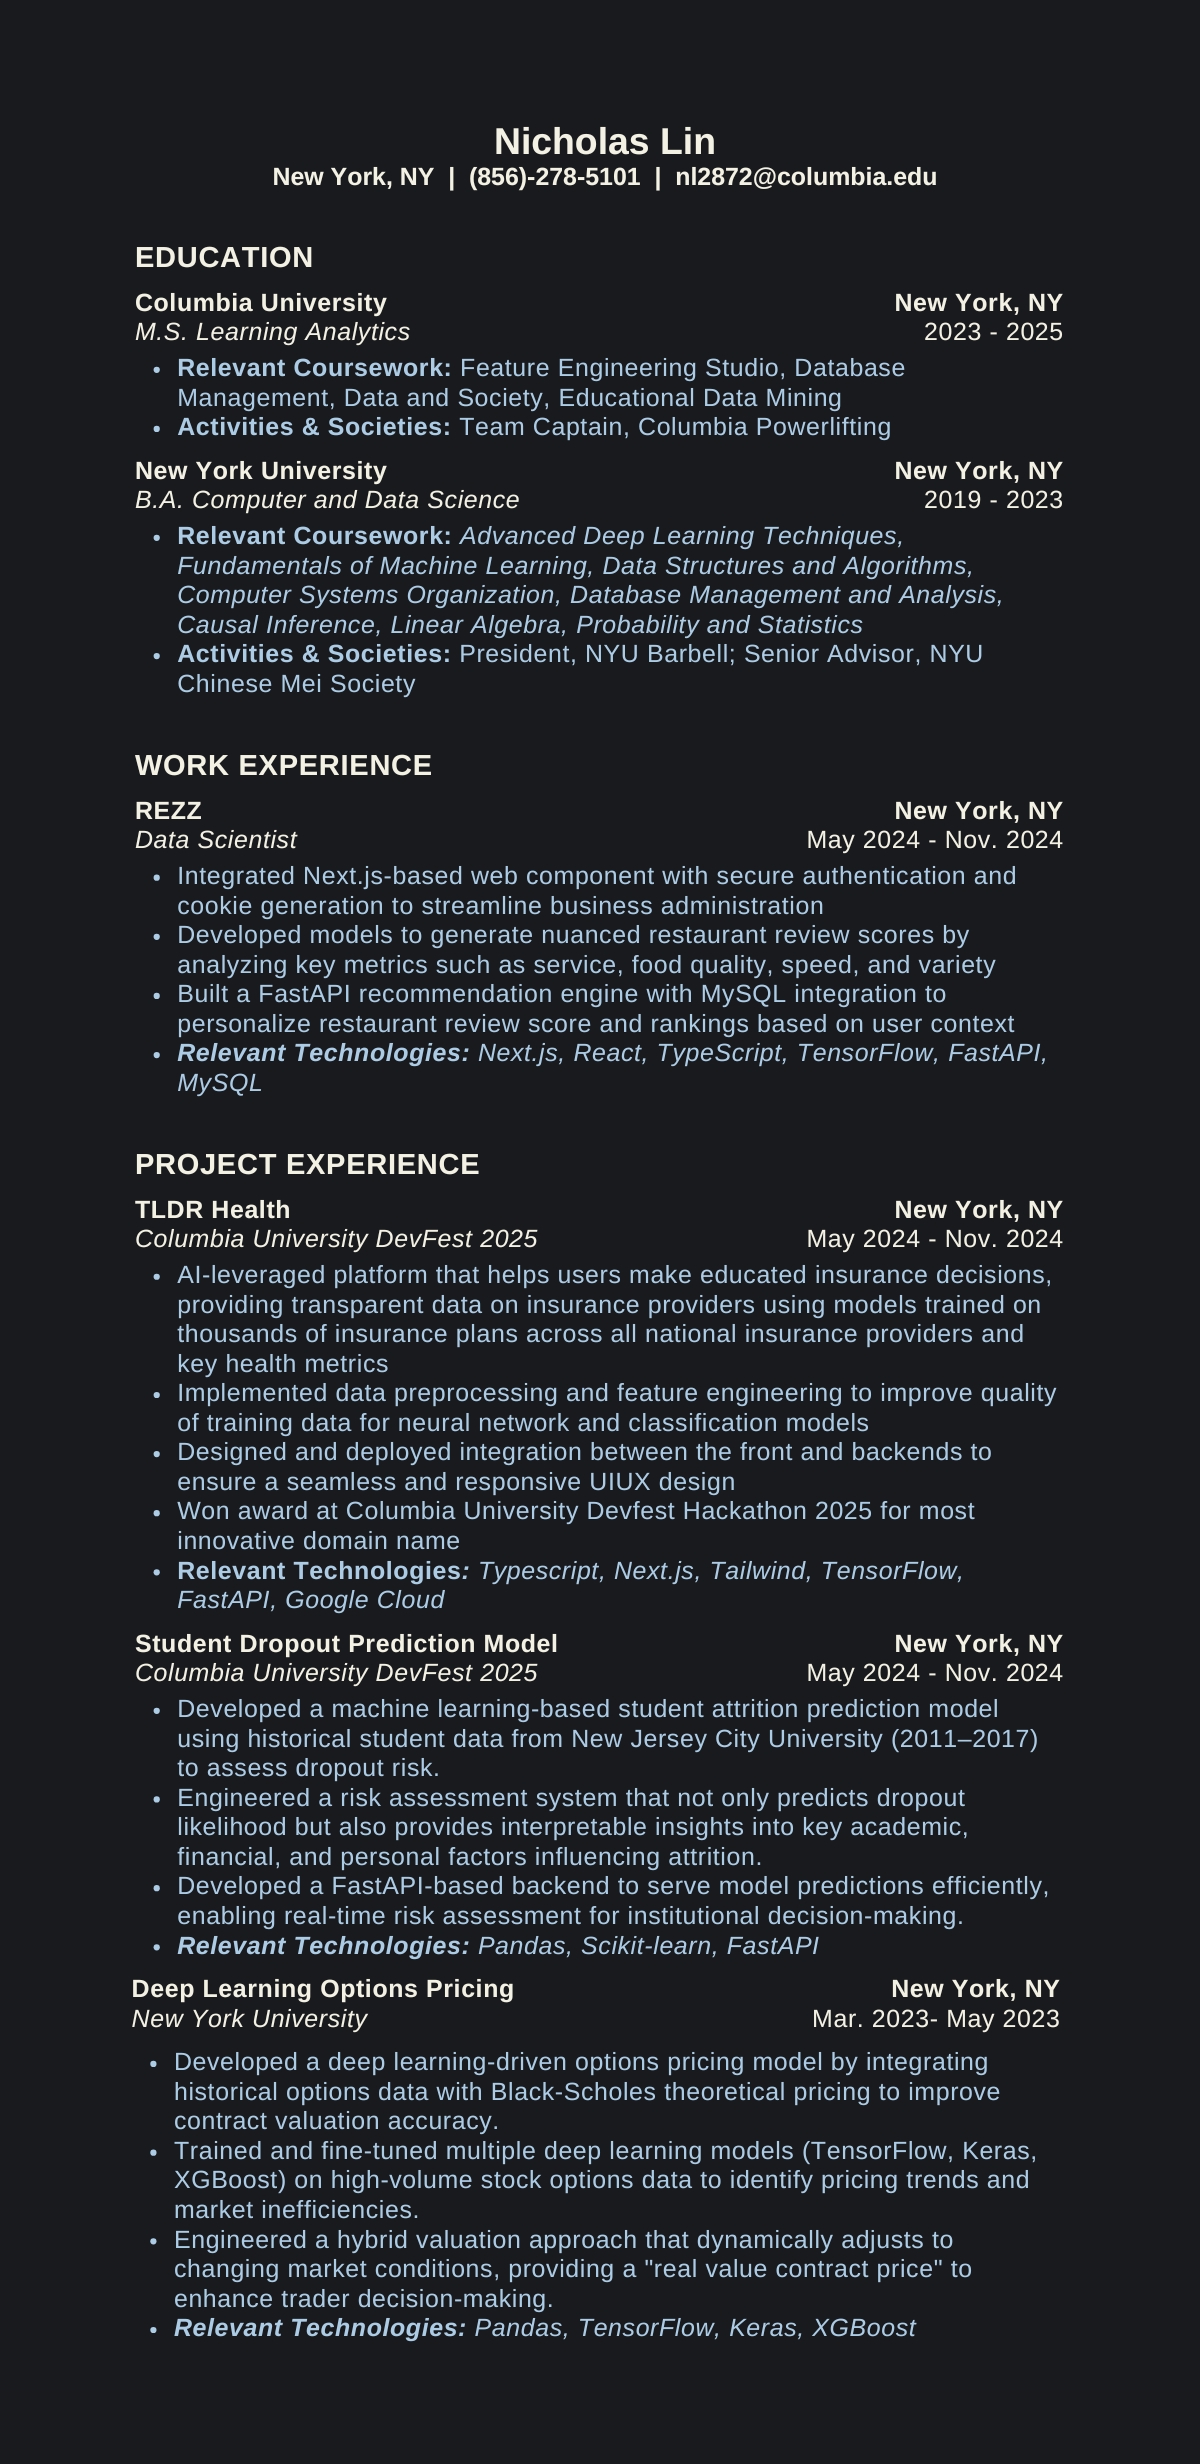 Nicholas Lin
New York, NY | (856)-278-5101 | nl2872@columbia.edu
EDUCATION
Columbia University New York, NY
M.S. Learning Analytics 2023 - 2025
• Relevant Coursework: Feature Engineering Studio, Database
Management, Data and Society, Educational Data Mining
• Activities & Societies: Team Captain, Columbia Powerlifting
New York University New York, NY
B.A. Computer and Data Science 2019 - 2023
• Relevant Coursework: Advanced Deep Learning Techniques,
Fundamentals of Machine Learning, Data Structures and Algorithms,
Computer Systems Organization, Database Management and Analysis,
Causal Inference, Linear Algebra, Probability and Statistics
• Activities & Societies: President, NYU Barbell; Senior Advisor, NYU
Chinese Mei Society
WORK EXPERIENCE
REZZ New York, NY
Data Scientist May 2024 - Nov. 2024
• Integrated Next.js-based web component with secure authentication and
cookie generation to streamline business administration
• Developed models to generate nuanced restaurant review scores by
analyzing key metrics such as service, food quality, speed, and variety
• Built a FastAPI recommendation engine with MySQL integration to
personalize restaurant review score and rankings based on user context
• Relevant Technologies: Next.js, React, TypeScript, TensorFlow, FastAPI,
MySQL
PROJECT EXPERIENCE
TLDR Health New York, NY
Columbia University DevFest 2025 May 2024 - Nov. 2024
• AI-leveraged platform that helps users make educated insurance decisions,
providing transparent data on insurance providers using models trained on
thousands of insurance plans across all national insurance providers and
key health metrics
• Implemented data preprocessing and feature engineering to improve quality
of training data for neural network and classification models
• Designed and deployed integration between the front and backends to
ensure a seamless and responsive UIUX design
• Won award at Columbia University Devfest Hackathon 2025 for most
innovative domain name
• Relevant Technologies: Typescript, Next.js, Tailwind, TensorFlow,
FastAPI, Google Cloud
Student Dropout Prediction Model New York, NY
Columbia University DevFest 2025 May 2024 - Nov. 2024
• Developed a machine learning-based student attrition prediction model
using historical student data from New Jersey City University (2011–2017)
to assess dropout risk.
• Engineered a risk assessment system that not only predicts dropout
likelihood but also provides interpretable insights into key academic,
financial, and personal factors influencing attrition.
• Developed a FastAPI-based backend to serve model predictions efficiently,
enabling real-time risk assessment for institutional decision-making.
• Relevant Technologies: Pandas, Scikit-learn, FastAPI
Deep Learning Options Pricing New York, NY
New York University Mar. 2023- May 2023
• Developed a deep learning-driven options pricing model by integrating
historical options data with Black-Scholes theoretical pricing to improve
contract valuation accuracy.
• Trained and fine-tuned multiple deep learning models (TensorFlow, Keras,
XGBoost) on high-volume stock options data to identify pricing trends and
market inefficiencies.
• Engineered a hybrid valuation approach that dynamically adjusts to
changing market conditions, providing a "real value contract price" to
enhance trader decision-making.
• Relevant Technologies: Pandas, TensorFlow, Keras, XGBoost